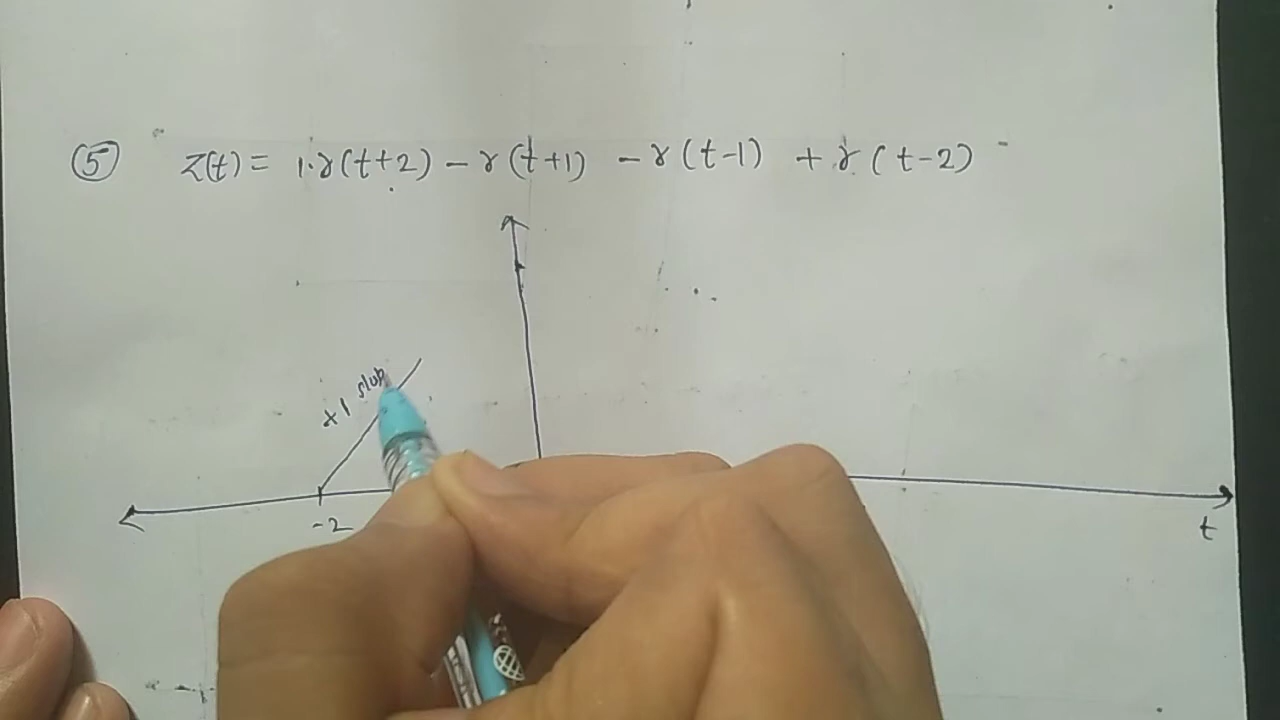 ⑤ Z(t) = 1.r(t+2) - r(t+1) - r(t-1) + r(t-2)
+1 slop
-2
t